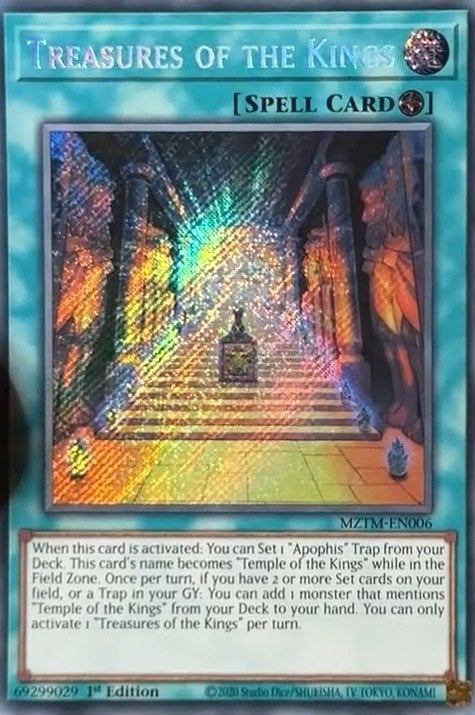 Treasures of the Kings
[Spell Card]
MZTM-EN006
When this card is activated: You can Set 1 "Apophis" Trap from your
Deck. This card's name becomes "Temple of the Kings" while in the
Field Zone. Once per turn, if you have 2 or more Set cards on your
field, or a Trap in your GY: You can add 1 monster that mentions
"Temple of the Kings" from your Deck to your hand. You can only
activate 1 "Treasures of the Kings" per turn.
69299029 1st Edition ©2020 Studio Dice/SHUEISHA, TV TOKYO, KONAMI